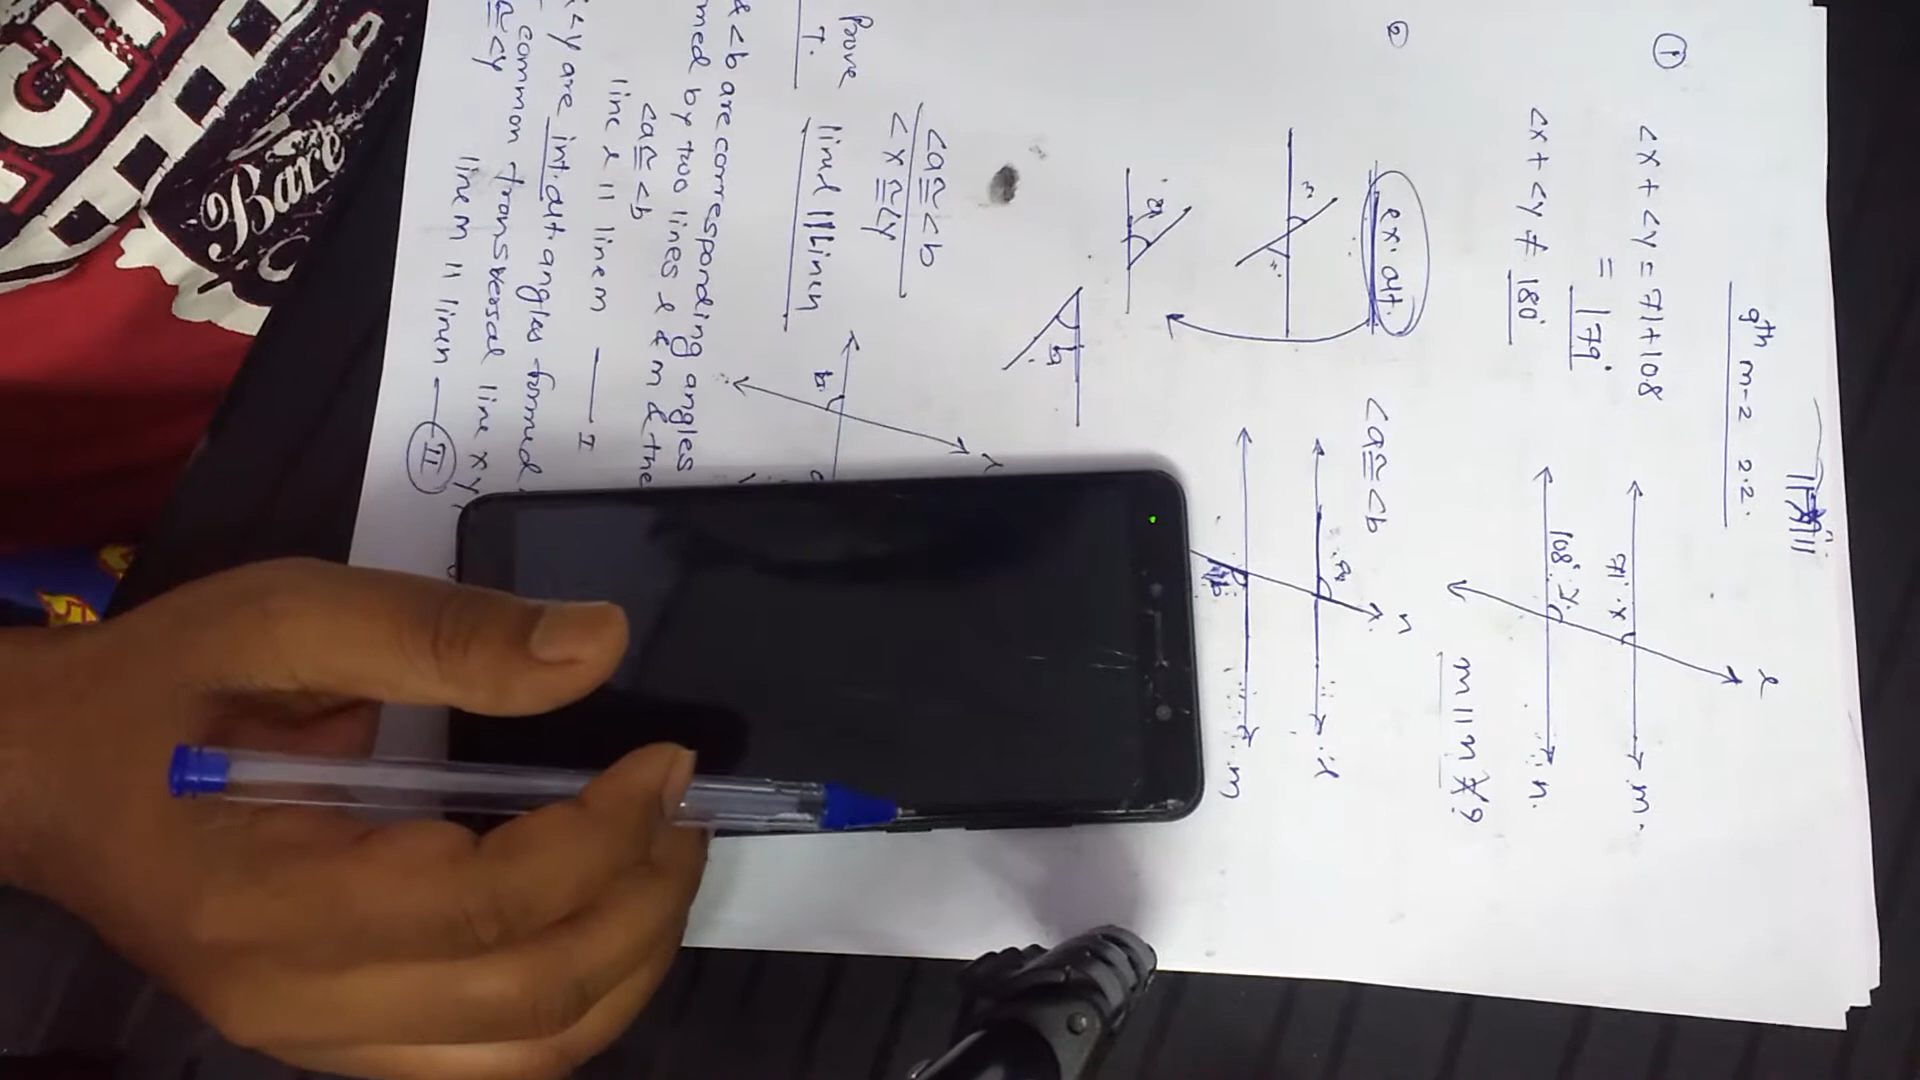 9th m-2 2.2.
①
<x + <y = 71+108
= 179°
<x + <y ≠ 180°
l
71° x
m.
108° y.
n.
m || n ?
②
ex. alt.
<a ≅ <b
n
a
l
b
m
a
b
<a ≅ <b
<x ≅ <y
Prove T.
line l || line n
b
& <b are corresponding angles
med by two lines l & m & the
<a ≅ <b
line l || line m — I
<y are int. alt. angles formed
common transversal line xy
≅ <y
line m || line n — II
Bare